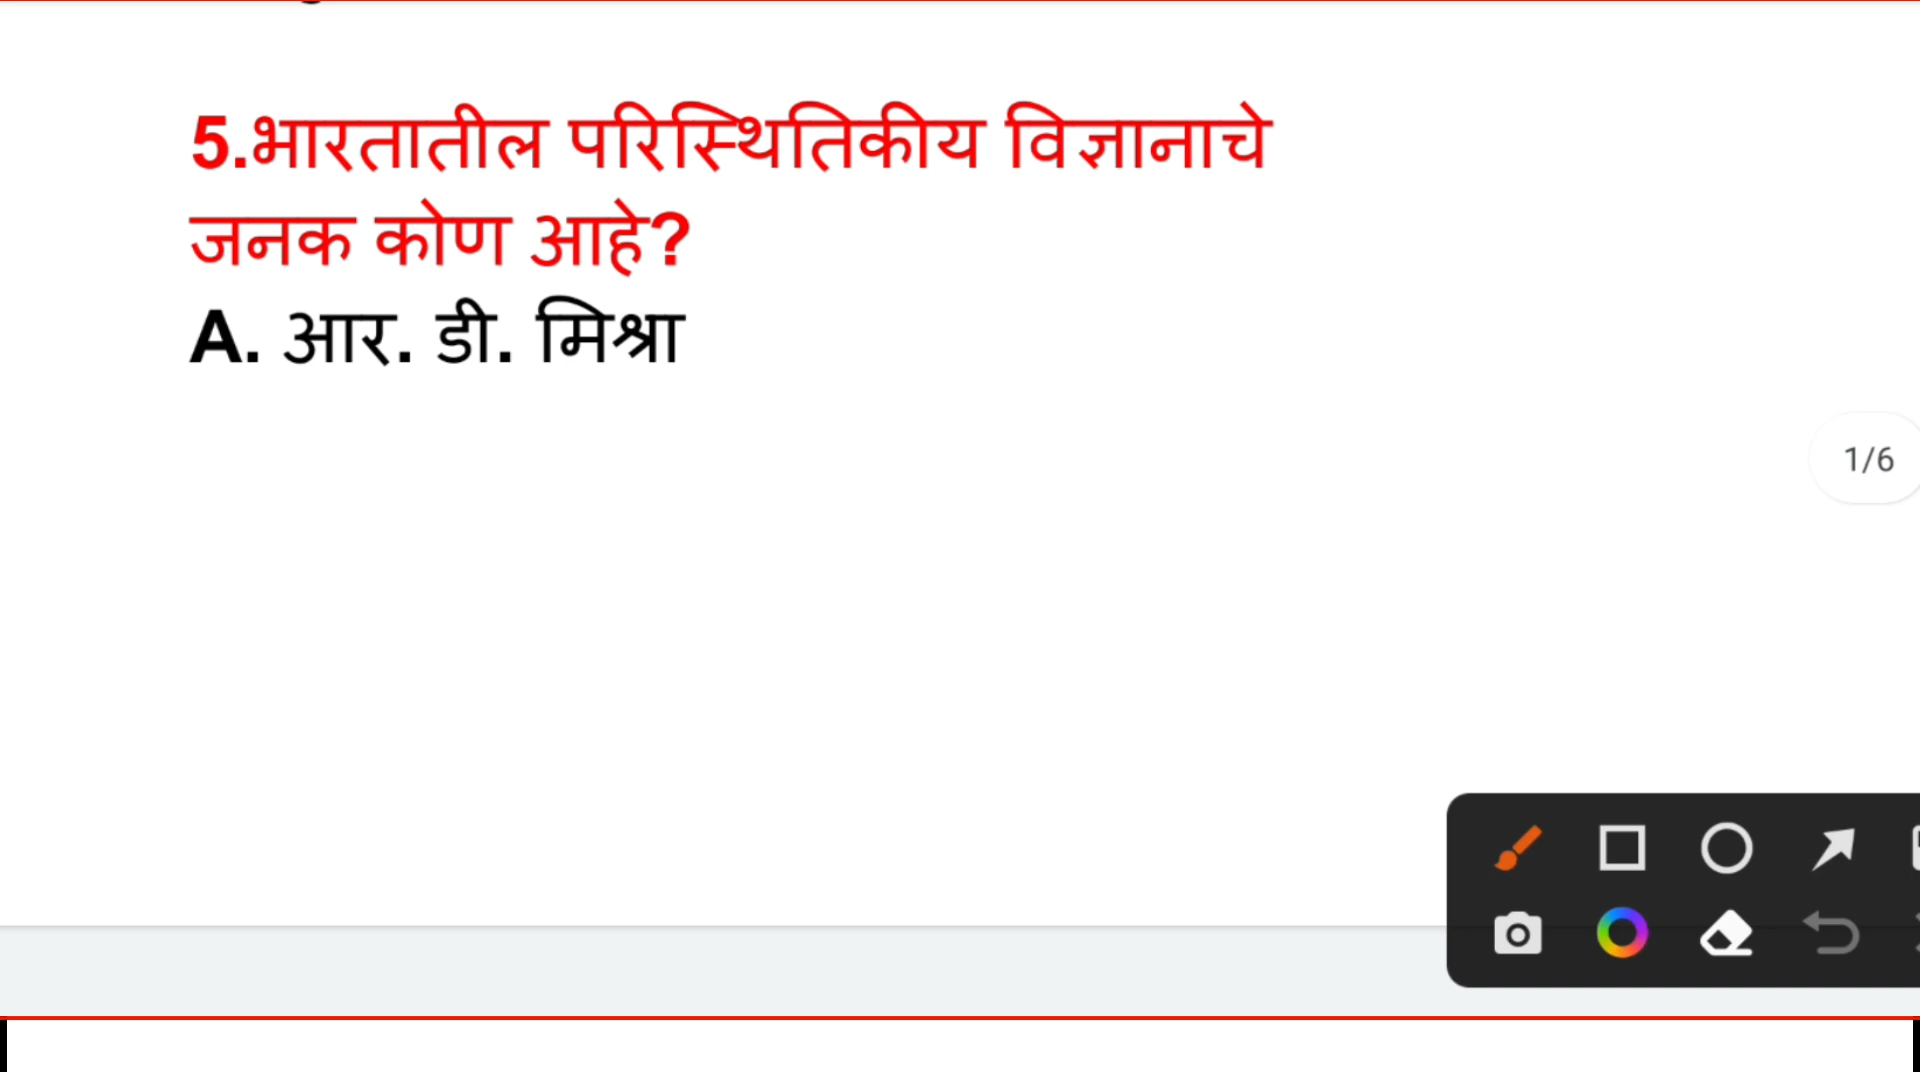 5.भारतातील परिस्थितिकीय विज्ञानाचे
जनक कोण आहे?
A. आर. डी. मिश्रा
1/6